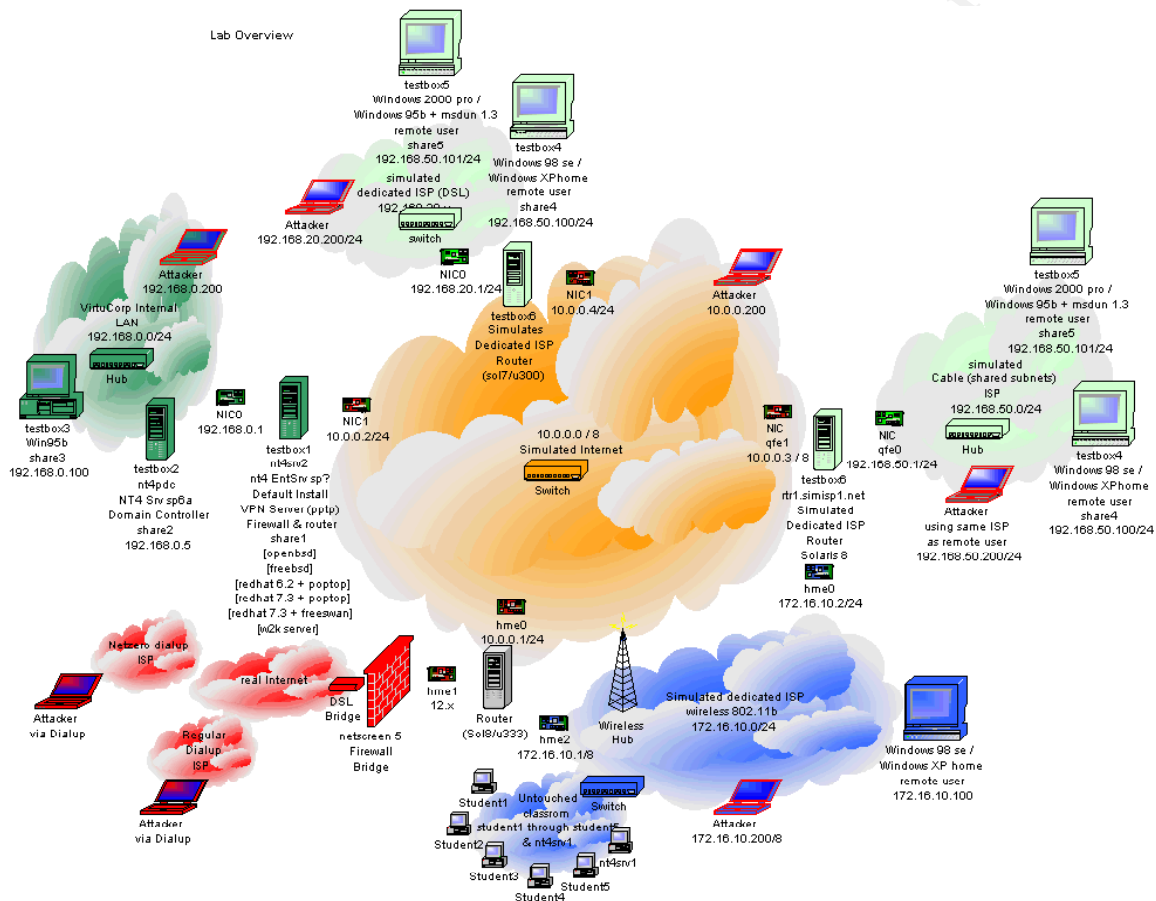 Lab Overview
testbox5
Windows 2000 pro /
Windows 95b + msdun 1.3
remote user
share5
192.168.50.101/24
testbox4
Windows 98 se /
Windows XPhome
remote user
share4
192.168.50.100/24
simulated
dedicated ISP (DSL)
switch
Attacker
192.168.20.200/24
NIC0
192.168.20.1/24
testbox6
Simulates
Dedicated ISP
Router
(sol7/u300)
NIC1
10.0.0.4/24
Attacker
10.0.0.200
Attacker
192.168.0.200
VirtuCorp Internal
LAN
192.168.0.0/24
Hub
testbox3
Win95b
share3
192.168.0.100
testbox2
nt4pdc
NT4 Srv sp6a
Domain Controller
share2
192.168.0.5
NIC0
192.168.0.1
testbox1
nt4srv2
nt4 EntSrv sp?
Default Install
VPN Server (pptp)
Firewall & router
share1
[openbsd]
[freebsd]
[redhat 6.2 + poptop]
[redhat 7.3 + poptop]
[redhat 7.3 + freeswan]
[w2k server]
NIC1
10.0.0.2/24
10.0.0.0 / 8
Simulated Internet
Switch
NIC
qfe1
10.0.0.3 / 8
testbox6
rtr1.simisp1.net
Simulated
Dedicated ISP
Router
Solaris 8
hme0
172.16.10.2/24
NIC
qfe0
192.168.50.1/24
testbox5
Windows 2000 pro /
Windows 95b + msdun 1.3
remote user
share5
192.168.50.101/24
simulated
Cable (shared subnets)
ISP
192.168.50.0/24
Hub
testbox4
Windows 98 se /
Windows XPhome
remote user
share4
192.168.50.100/24
Attacker
using same ISP
as remote user
192.168.50.200/24
Netzero dialup
ISP
Attacker
via Dialup
real Internet
Regular
Dialup
ISP
Attacker
via Dialup
DSL
Bridge
netscreen 5
Firewall
Bridge
hme1
12.x
hme0
10.0.0.1/24
Router
(Sol8/u333)
hme2
172.16.10.1/8
Wireless
Hub
Simulated dedicated ISP
wireless 802.11b
172.16.10.0/24
Windows 98 se /
Windows XP home
remote user
172.16.10.100
Attacker
172.16.10.200/8
Switch
Untouched
classrom
student1 through student5
& nt4srv1
Student1
Student2
Student3
Student4
Student5
nt4srv1